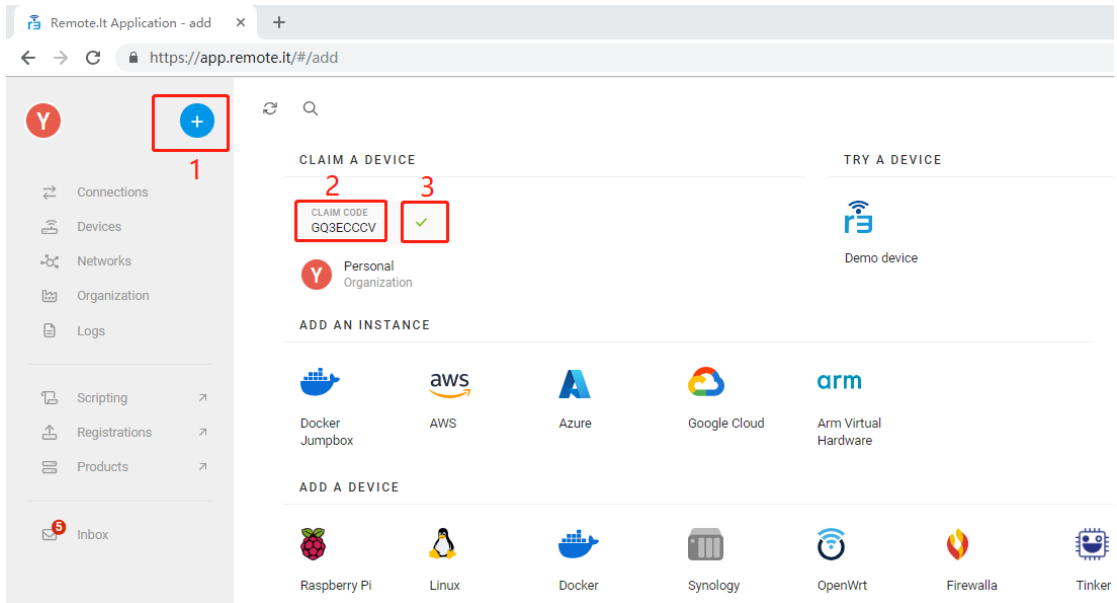 Remote.It Application - add
https://app.remote.it/#/add
Y
1
Connections
Devices
Networks
Organization
Logs
Scripting
Registrations
Products
5
Inbox
CLAIM A DEVICE
2
3
CLAIM CODE
GQ3ECCCV
Y
Personal
Organization
TRY A DEVICE
Demo device
ADD AN INSTANCE
aws
arm
Docker
Jumpbox
AWS
Azure
Google Cloud
Arm Virtual
Hardware
ADD A DEVICE
Raspberry Pi
Linux
Docker
Synology
OpenWrt
Firewalla
Tinker